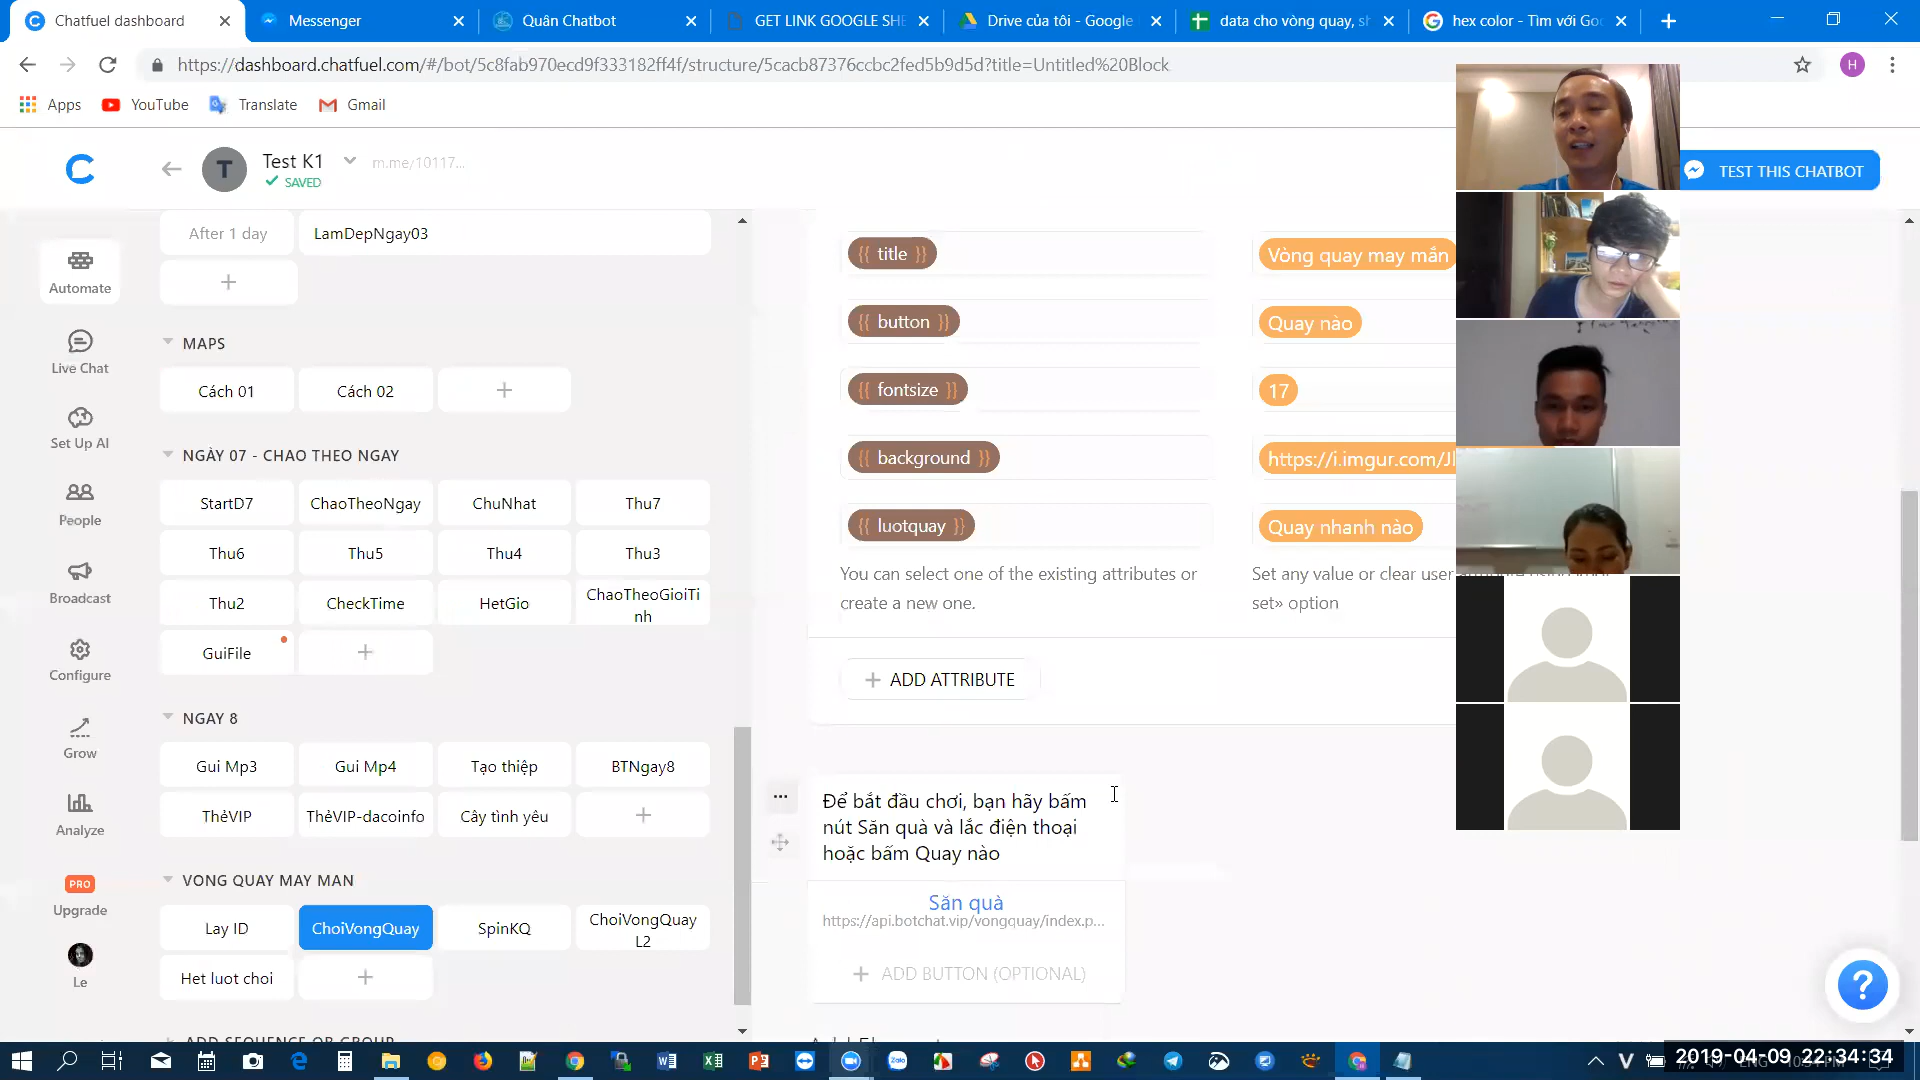 Chatfuel dashboard
Messenger
Quân Chatbot
GET LINK GOOGLE SHE
Drive của tôi - Google
data cho vòng quay, sh
hex color - Tìm với Goo
https://dashboard.chatfuel.com/#/bot/5c8fab970ecd9f333182ff4f/structure/5cacb87376ccbc2fed5b9d5d?title=Untitled%20Block
H
Apps
YouTube
Translate
Gmail
T
Test K1
m.me/10117...
SAVED
TEST THIS CHATBOT
Automate
Live Chat
Set Up AI
People
Broadcast
Configure
Grow
Analyze
PRO
Upgrade
Le
After 1 day
LamDepNgay03
MAPS
Cách 01
Cách 02
NGÀY 07 - CHAO THEO NGAY
StartD7
ChaoTheoNgay
ChuNhat
Thu7
Thu6
Thu5
Thu4
Thu3
Thu2
CheckTime
HetGio
ChaoTheoGioiTi
nh
GuiFile
NGAY 8
Gui Mp3
Gui Mp4
Tạo thiệp
BTNgay8
ThẻVIP
ThẻVIP-dacoinfo
Cây tình yêu
VONG QUAY MAY MAN
Lay ID
ChoiVongQuay
SpinKQ
ChoiVongQuay
L2
Het luot choi
ADD SEQUENCE OR GROUP
{{ title }}
Vòng quay may mắn
{{ button }}
Quay nào
{{ fontsize }}
17
{{ background }}
https://i.imgur.com/Jl
{{ luotquay }}
Quay nhanh nào
You can select one of the existing attributes or
create a new one.
Set any value or clear user
set» option
+ ADD ATTRIBUTE
Để bắt đầu chơi, bạn hãy bấm
nút Săn quà và lắc điện thoại
hoặc bấm Quay nào
Săn quà
https://api.botchat.vip/vongquay/index.p...
+ ADD BUTTON (OPTIONAL)
?
2019-04-09 22:34:34